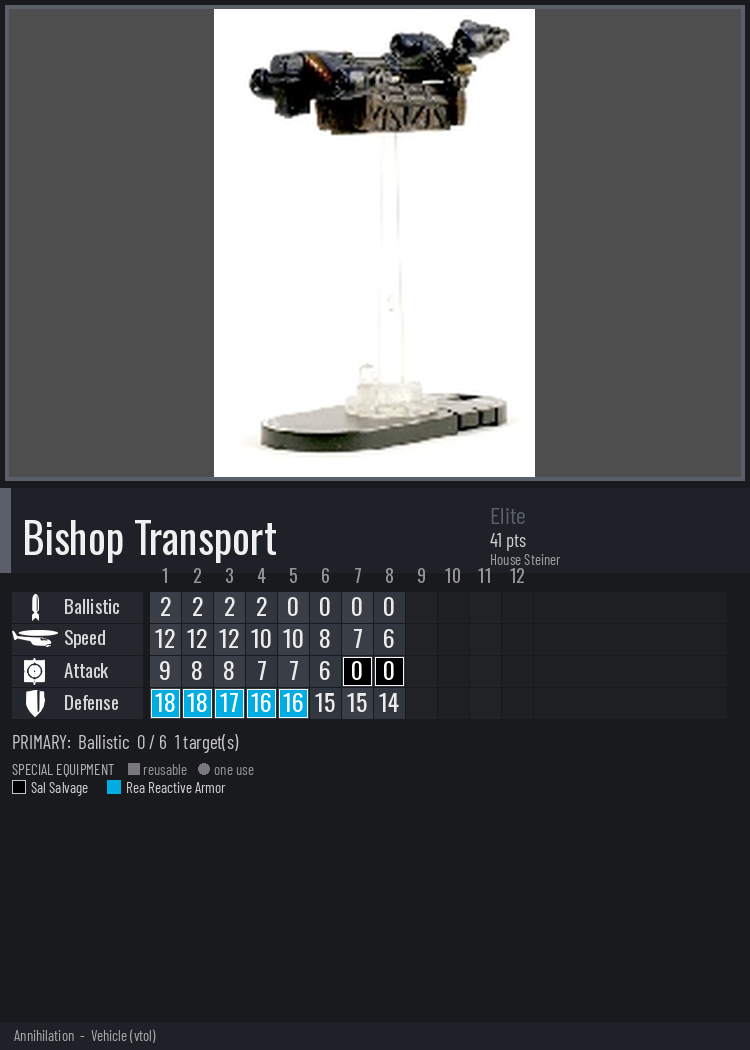 Bishop Transport
Elite
41 pts
House Steiner
1 2 3 4 5 6 7 8 9 10 11 12
Ballistic 2 2 2 2 0 0 0 0
Speed 12 12 12 10 10 8 7 6
Attack 9 8 8 7 7 6 0 0
Defense 18 18 17 16 16 15 15 14
PRIMARY: Ballistic 0 / 6 1 target(s)
SPECIAL EQUIPMENT reusable one use
Sal Salvage Rea Reactive Armor
Annihilation - Vehicle (vtol)